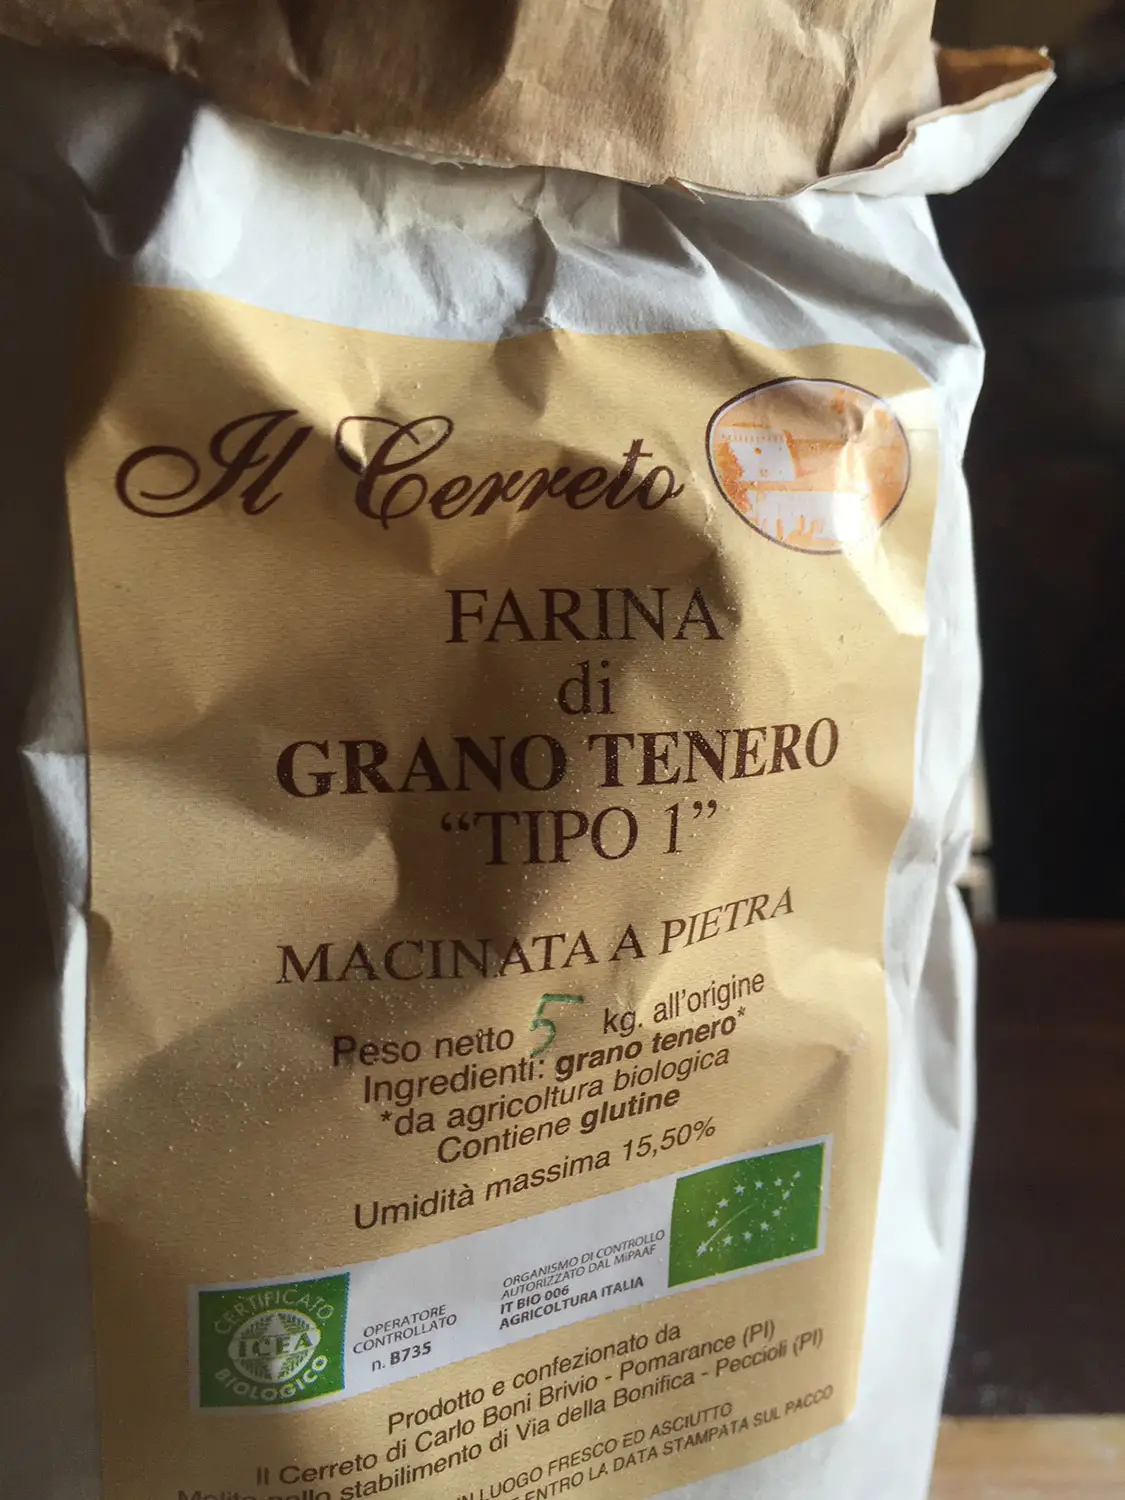 Il Cerreto
FARINA
di
GRANO TENERO
“TIPO 1”
MACINATA A PIETRA
Peso netto 5 kg. all'origine
Ingredienti: grano tenero*
*da agricoltura biologica
Contiene glutine
Umidità massima 15,50%
CERTIFICATO
ICEA
BIOLOGICO
OPERATORE
CONTROLLATO
n. B735
ORGANISMO DI CONTROLLO
AUTORIZZATO DAL MiPAAF
IT BIO 006
AGRICOLTURA ITALIA
Prodotto e confezionato da
Il Cerreto di Carlo Boni Brivio - Pomarance (PI)
stabilimento di Via della Bonifica - Peccioli (PI)
LUOGO FRESCO ED ASCIUTTO
ENTRO LA DATA STAMPATA SUL PACCO